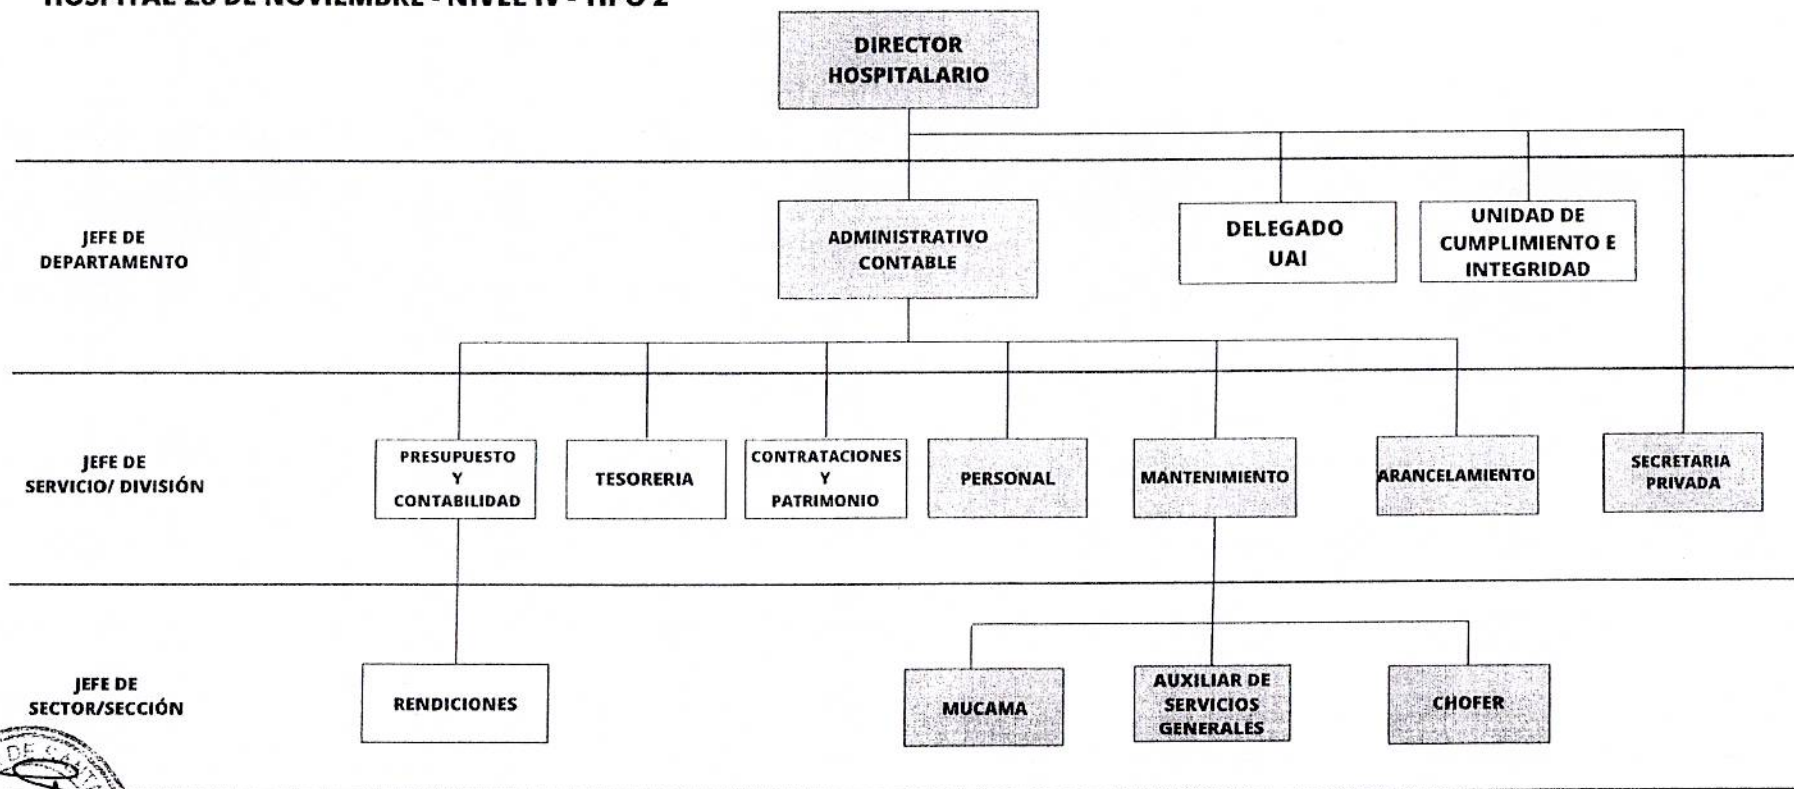 DIRECTOR
HOSPITALARIO
JEFE DE
DEPARTAMENTO
ADMINISTRATIVO
CONTABLE
DELEGADO
UAI
UNIDAD DE
CUMPLIMIENTO E
INTEGRIDAD
JEFE DE
SERVICIO/ DIVISIÓN
PRESUPUESTO
Y
CONTABILIDAD
TESORERIA
CONTRATACIONES
Y
PATRIMONIO
PERSONAL
MANTENIMIENTO
ARANCELAMIENTO
SECRETARIA
PRIVADA
JEFE DE
SECTOR/SECCIÓN
RENDICIONES
MUCAMA
AUXILIAR DE
SERVICIOS
GENERALES
CHOFER
DE SANTA